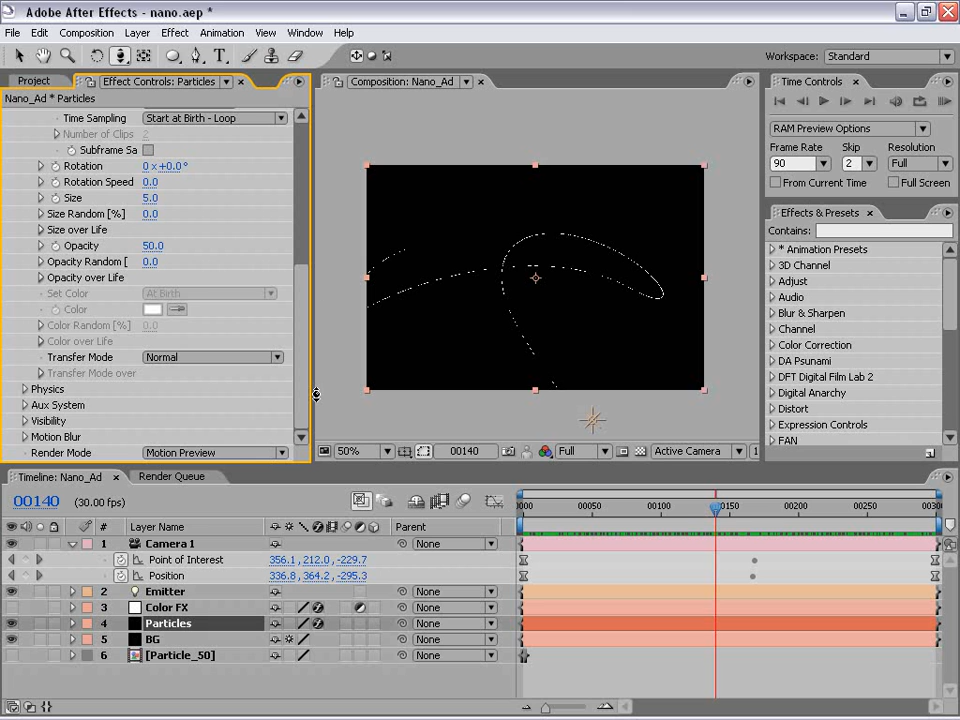 Adobe After Effects - nano.aep *
File Edit Composition Layer Effect Animation View Window Help
Workspace: Standard
Project Effect Controls: Particles
Nano_Ad * Particles
Time Sampling Start at Birth - Loop
Number of Clips 2
Subframe Sa
Rotation 0 x +0.0°
Rotation Speed 0.0
Size 5.0
Size Random [%] 0.0
Size over Life
Opacity 50.0
Opacity Random [ 0.0
Opacity over Life
Set Color At Birth
Color
Color Random [%] 0.0
Color over Life
Transfer Mode Normal
Transfer Mode over
Physics
Aux System
Visibility
Motion Blur
Render Mode Motion Preview
Composition: Nano_Ad
50% 00140 Full Active Camera 1
Time Controls
RAM Preview Options
Frame Rate Skip Resolution
90 2 Full
From Current Time Full Screen
Effects & Presets
Contains:
* Animation Presets
3D Channel
Adjust
Audio
Blur & Sharpen
Channel
Color Correction
DA Psunami
DFT Digital Film Lab 2
Digital Anarchy
Distort
Expression Controls
FAN
Timeline: Nano_Ad Render Queue
00140 (30.00 fps)
0000 00050 00100 00150 00200 00250 0030
# Layer Name Parent
1 Camera 1 None
Point of Interest 356.1, 212.0, -229.7
Position 336.8, 364.2, -295.3
2 Emitter None
3 Color FX None
4 Particles None
5 BG None
6 [Particle_50] None